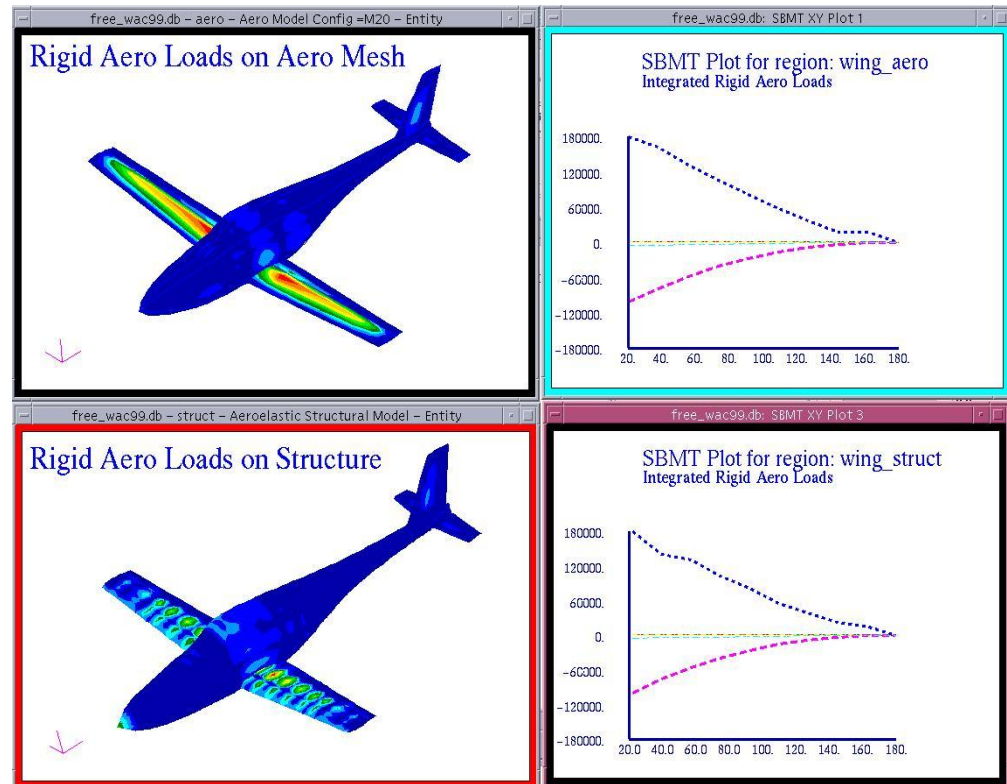 free_wac99.db – aero – Aero Model Config =M20 – Entity
Rigid Aero Loads on Aero Mesh
free_wac99.db: SBMT XY Plot 1
SBMT Plot for region: wing_aero
Integrated Rigid Aero Loads
180000.
120000.
60000.
0.
-60000.
-120000.
-180000.
20. 40. 60. 80. 100. 120. 140. 160. 180.
free_wac99.db – struct – Aeroelastic Structural Model – Entity
Rigid Aero Loads on Structure
free_wac99.db: SBMT XY Plot 3
SBMT Plot for region: wing_struct
Integrated Rigid Aero Loads
180000.
120000.
60000.
0.
-60000.
-120000.
-180000.
20.0 40.0 60. 80. 100. 120. 140. 160. 180.